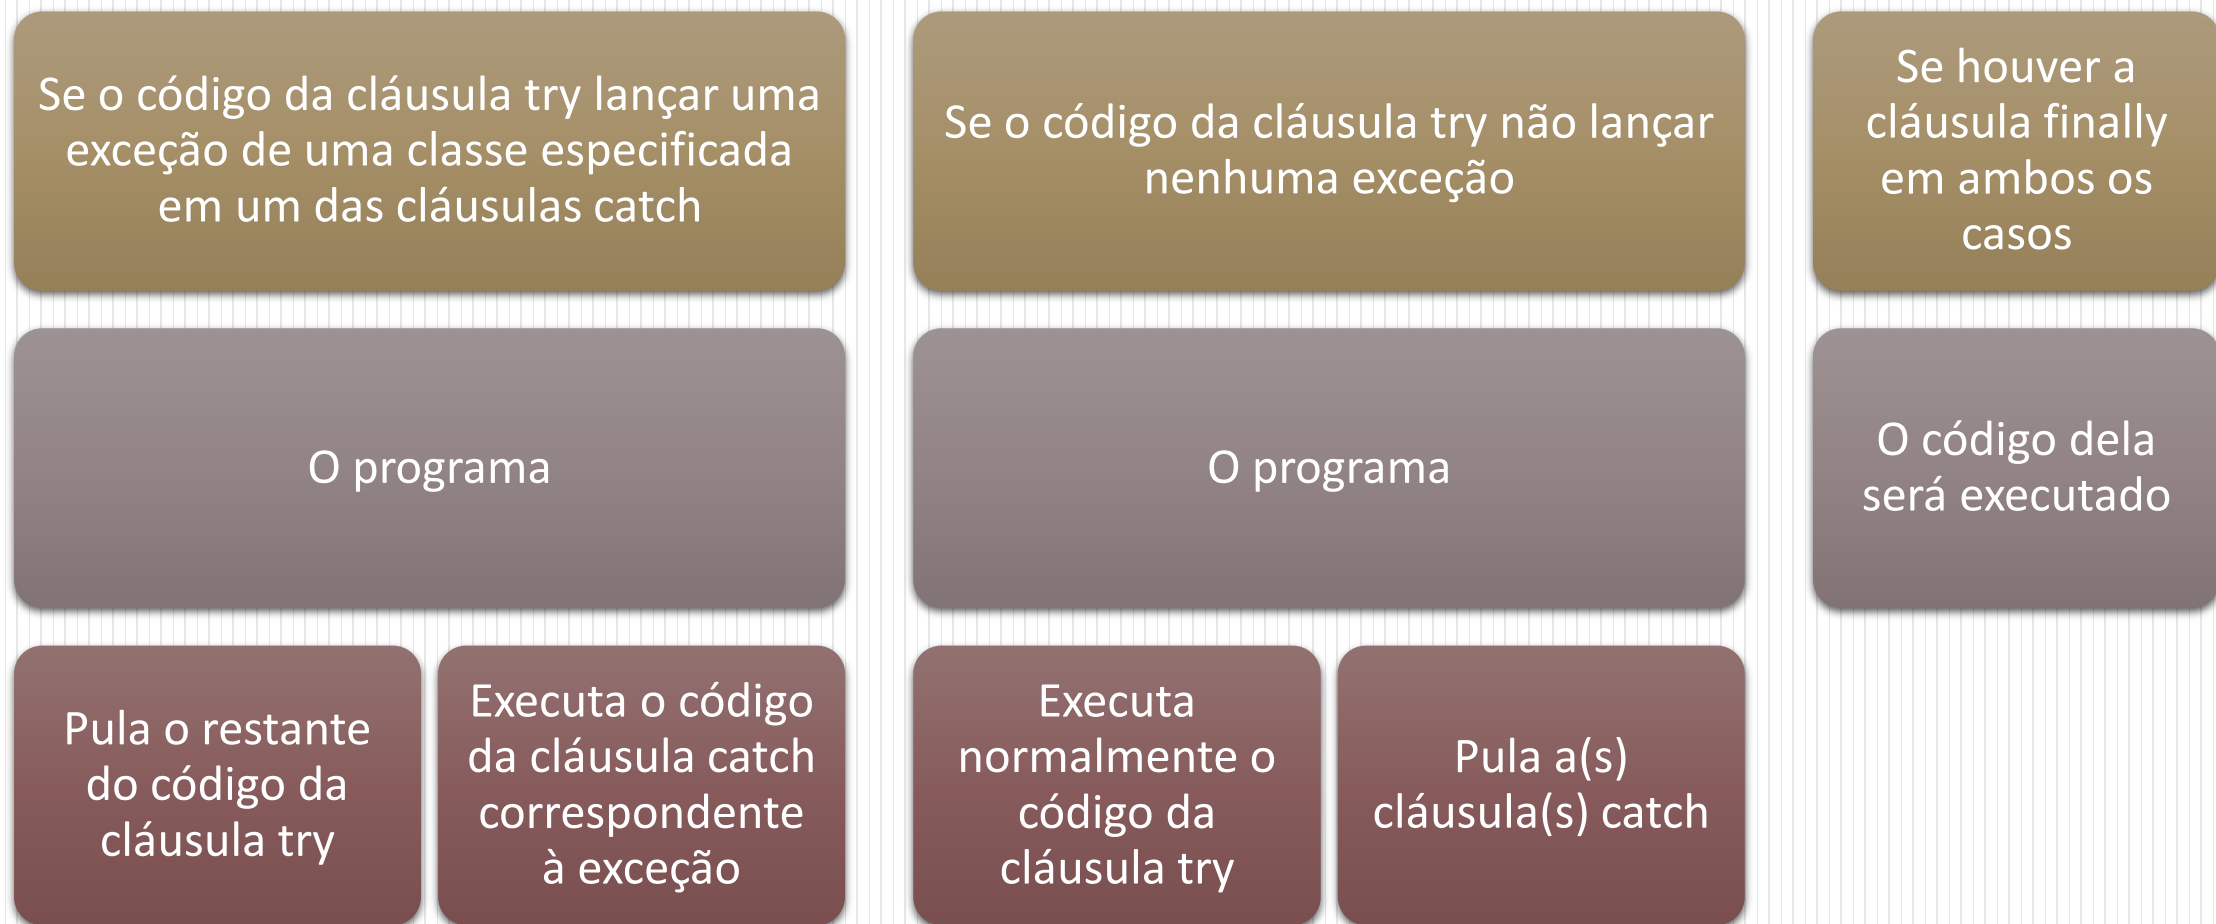 Se o código da cláusula try lançar uma
exceção de uma classe especificada
em um das cláusulas catch
O programa
Pula o restante
do código da
cláusula try
Executa o código
da cláusula catch
correspondente
à exceção
Se o código da cláusula try não lançar
nenhuma exceção
O programa
Executa
normalmente o
código da
cláusula try
Pula a(s)
cláusula(s) catch
Se houver a
cláusula finally
em ambos os
casos
O código dela
será executado